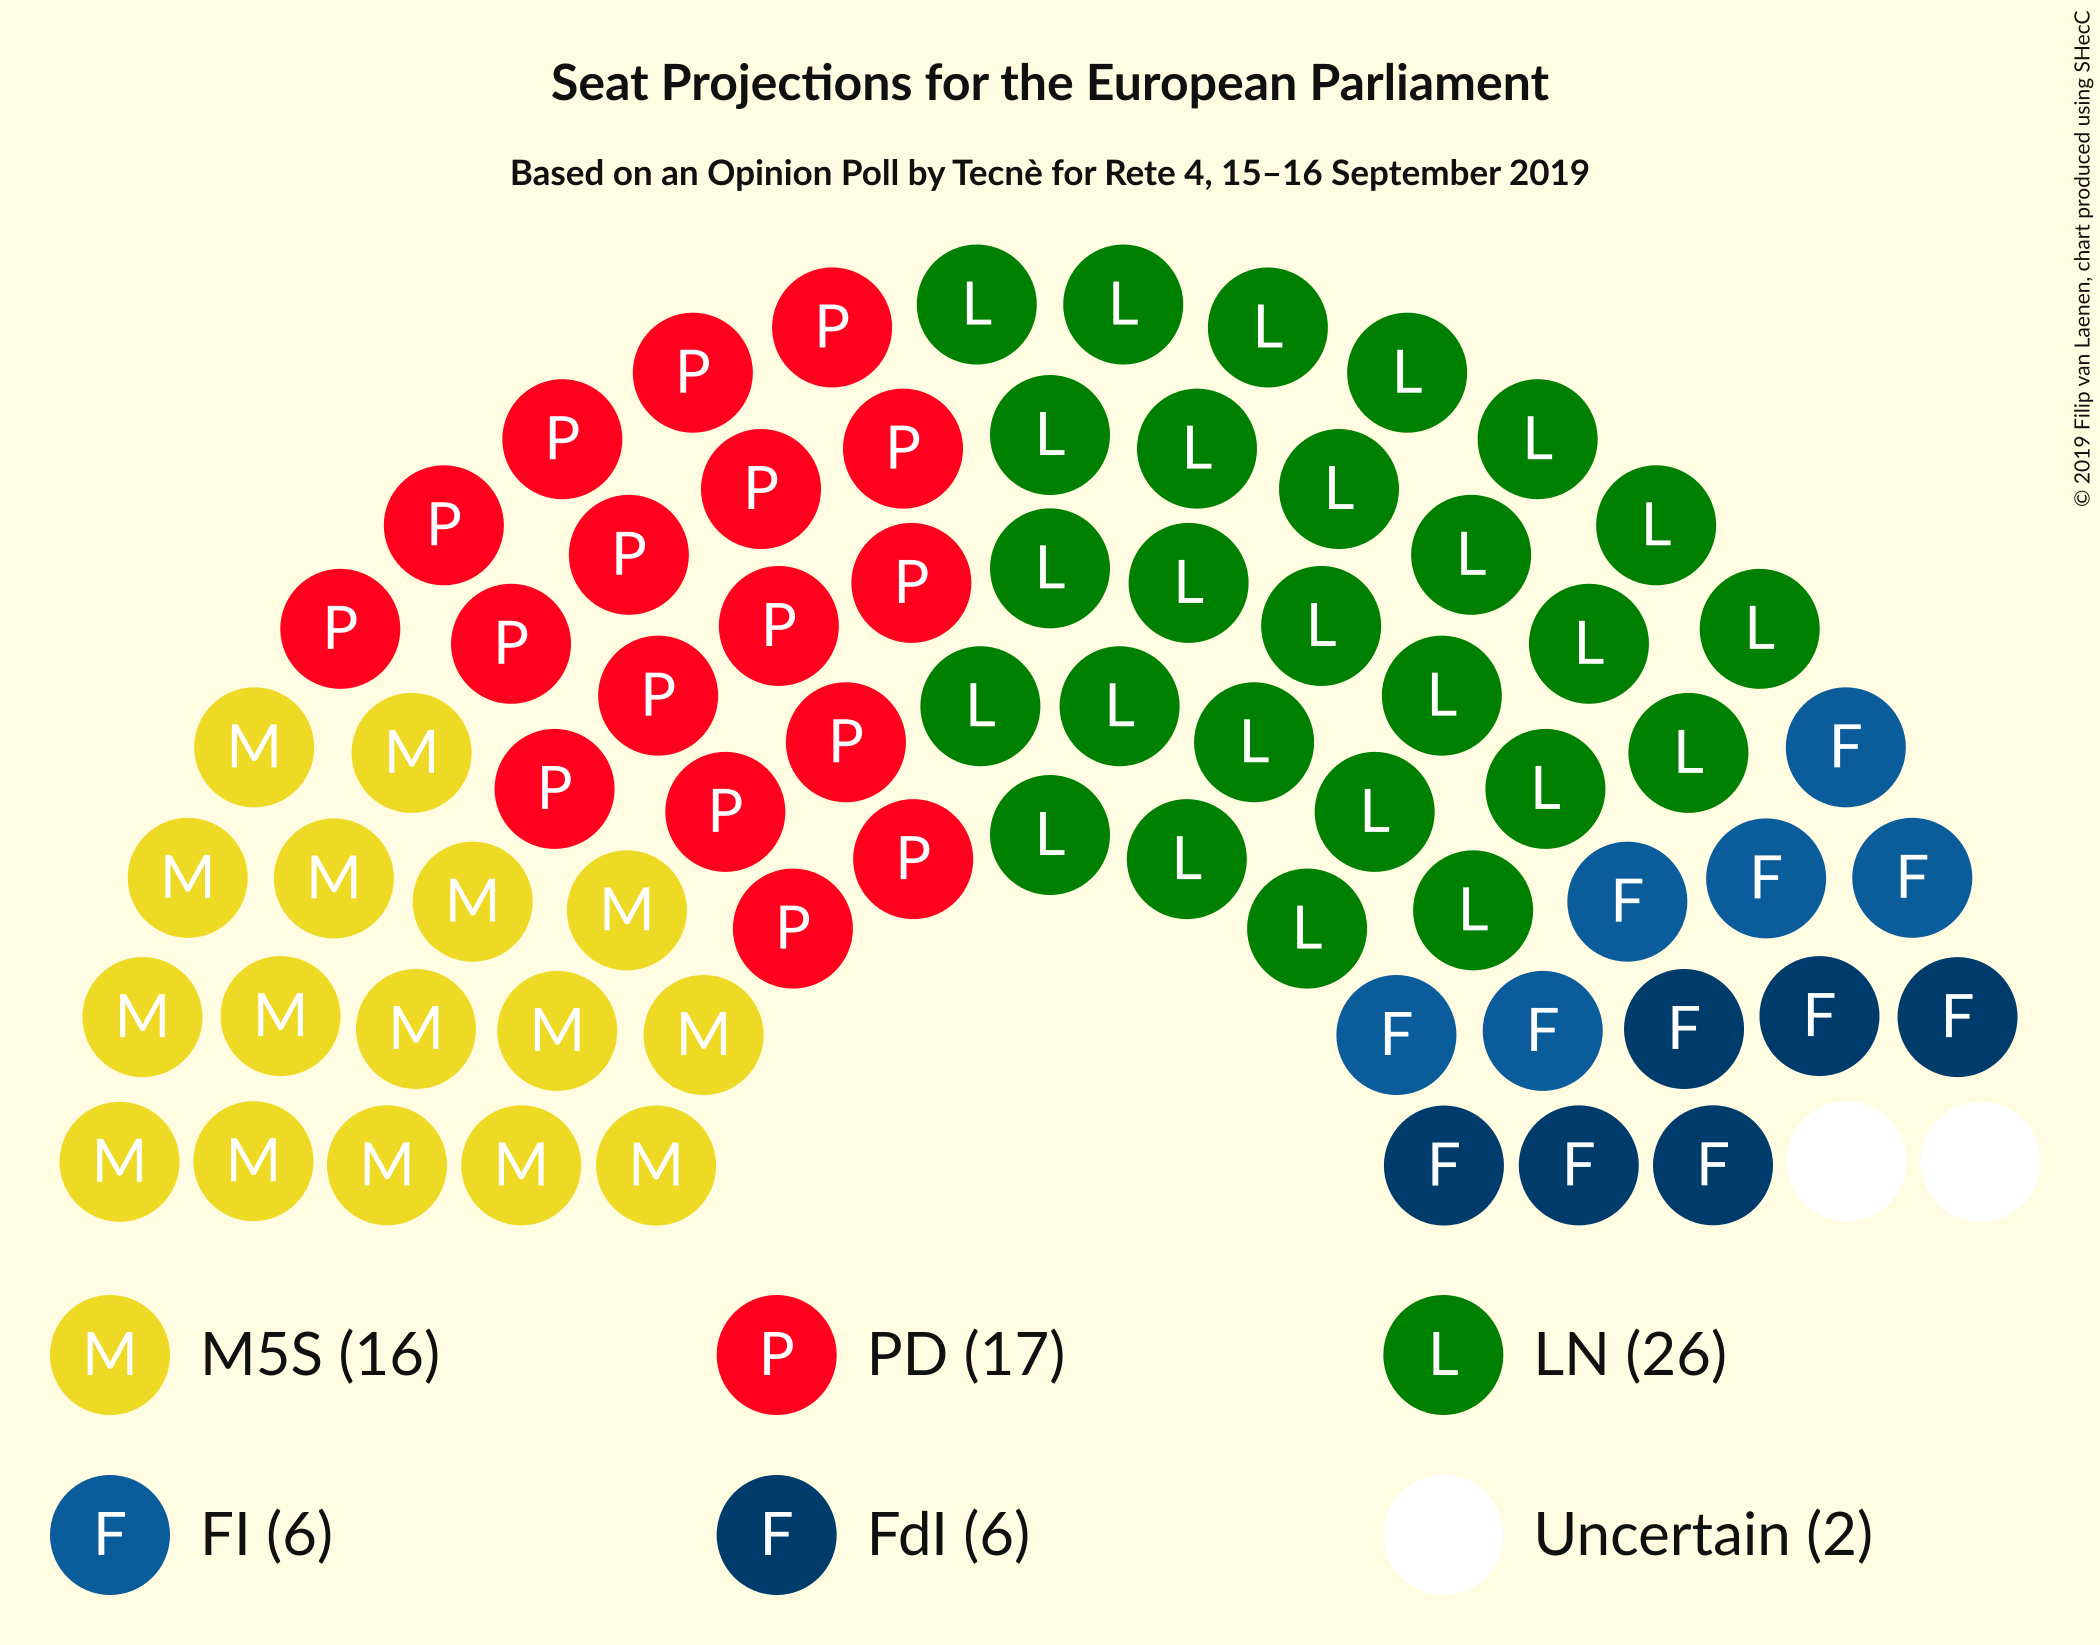 Seat Projections for the European Parliament
Based on an Opinion Poll by Tecnè for Rete 4, 15–16 September 2019
© 2019 Filip van Laenen, chart produced using SHecC
L L
P L
P L
P L
P L
P L
P L
P L
P L
P L
P L
P L
P L
P L
M F
M L
P L
P L
P L
P L
M F
M F
M F
M L
P L
M F
M F
M F
M F
M F
M M M M M F F F
M M5S (16) P PD (17) L LN (26)
F FI (6) F FdI (6) Uncertain (2)